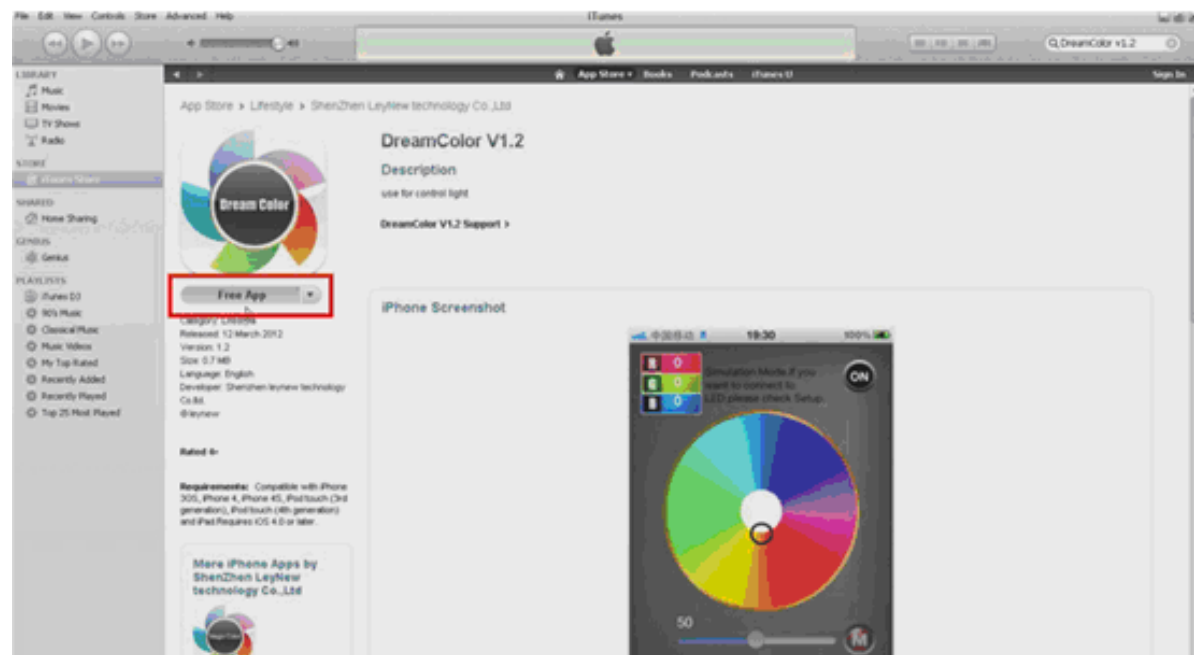 File Edit View Controls Store Advanced Help
iTunes
DreamColor v1.2
LIBRARY
Music
Movies
TV Shows
Radio
STORE
iTunes Store
SHARED
Home Sharing
GENIUS
Genius
PLAYLISTS
iTunes DJ
90's Music
Classical Music
Music Videos
My Top Rated
Recently Added
Recently Played
Top 25 Most Played
App Store Books Podcasts iTunes U
Sign In
App Store > Lifestyle > ShenZhen LeyNew technology Co.,Ltd
Dream Color
Free App
Category: Lifestyle
Released: 12 March 2012
Version: 1.2
Size: 0.7 MB
Language: English
Developer: Shenzhen leynew technology
Co.ltd.
© leynew
Rated 4+
Requirements: Compatible with iPhone
3GS, iPhone 4, iPhone 4S, iPod touch (3rd
generation), iPod touch (4th generation)
and iPad.Requires iOS 4.0 or later.
More iPhone Apps by
ShenZhen LeyNew
technology Co.,Ltd
Magic Color
DreamColor V1.2
Description
use for control light
DreamColor V1.2 Support >
iPhone Screenshot
中国移动 19:30 100%
R 0
G 0
B 0
Simulation Mode.If you
want to connect to
LED please check Setup.
ON
50
M